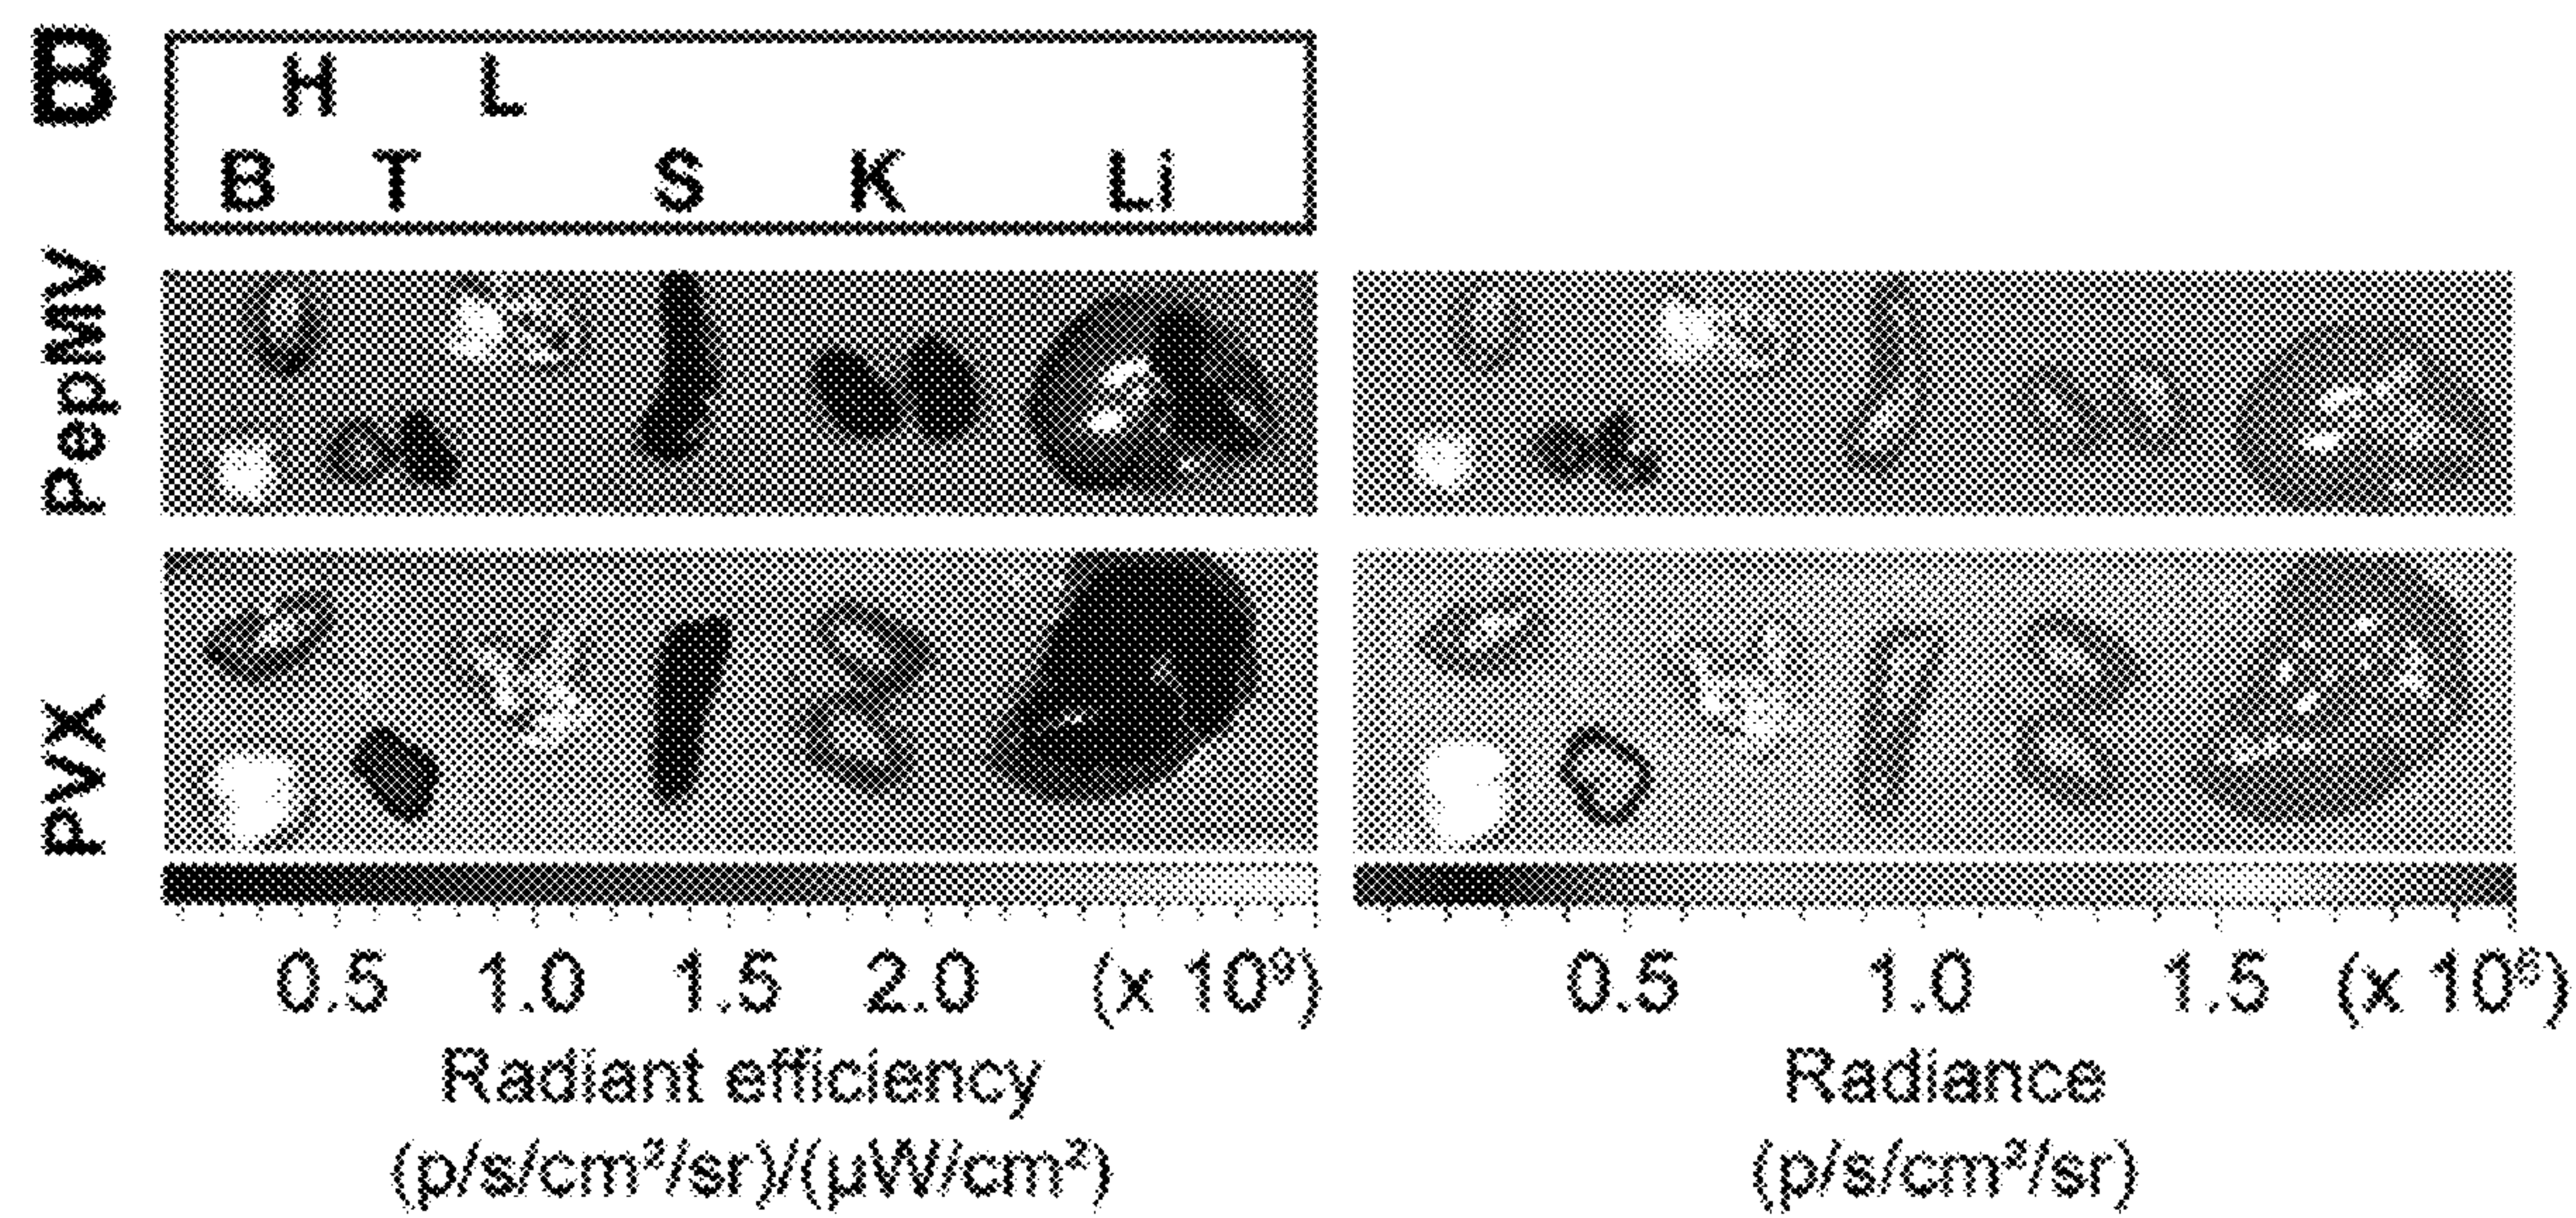 B
H L
B T S K Li
PepMV
PVX
0.5 1.0 1.5 2.0 (x 10⁹)
Radiant efficiency
(p/s/cm²/sr)/(µW/cm²)
0.5 1.0 1.5 (x 10⁸)
Radiance
(p/s/cm²/sr)